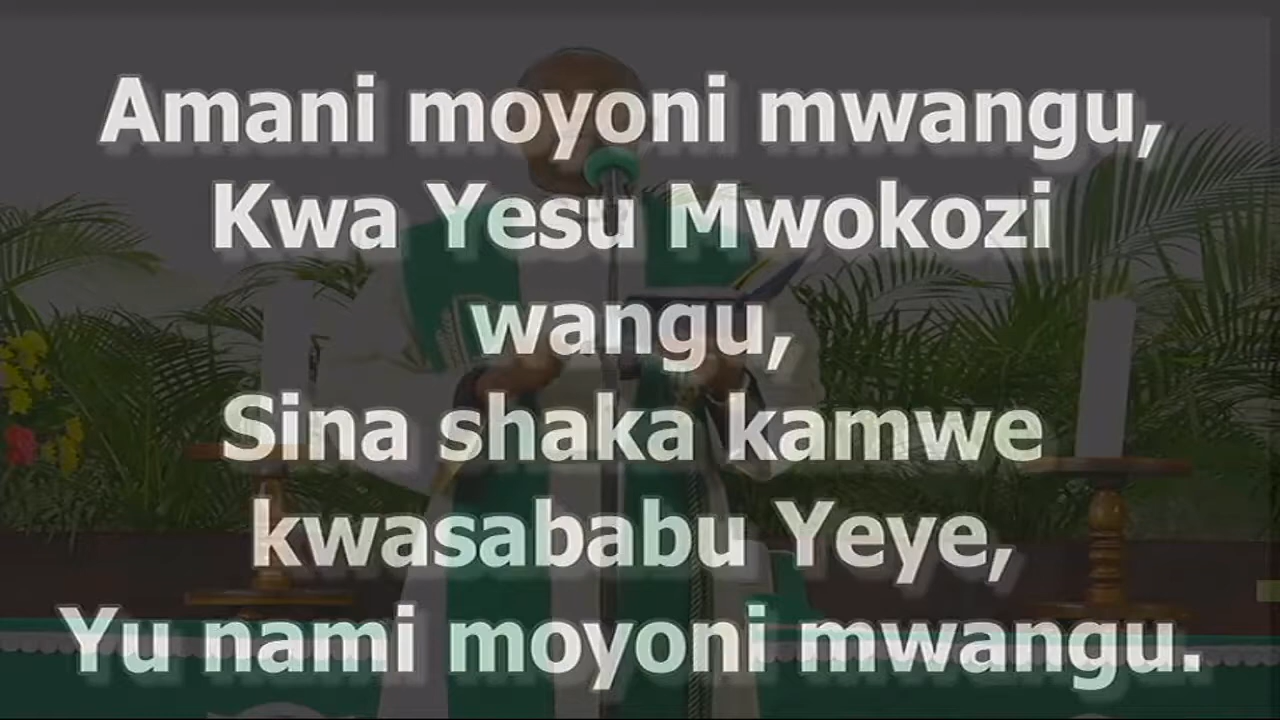 Amani moyoni mwangu,
Kwa Yesu Mwokozi
wangu,
Sina shaka kamwe
kwasababu Yeye,
Yu nami moyoni mwangu.